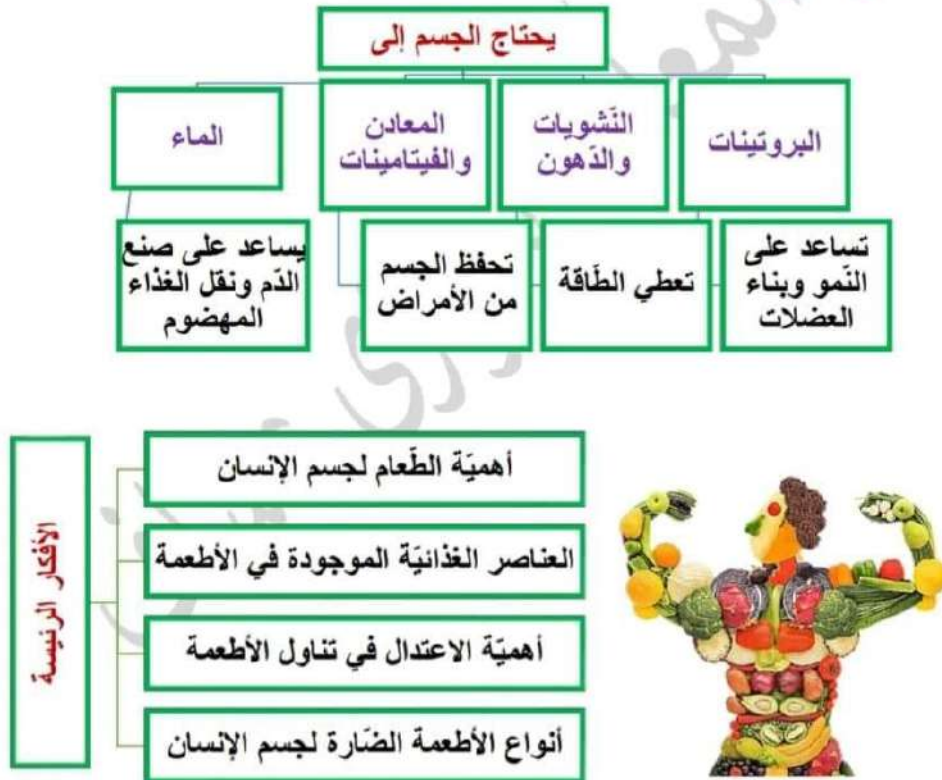 يحتاج الجسم إلى
البروتينات
النّشويات
والدّهون
المعادن
والفيتامينات
الماء
تساعد على
النّمو وبناء
العضلات
تعطي الطّاقة
تحفظ الجسم
من الأمراض
يساعد على صنع
الدّم ونقل الغذاء
المهضوم
الأفكار الرئيسة
أهميّة الطّعام لجسم الإنسان
العناصر الغذائيّة الموجودة في الأطعمة
أهميّة الاعتدال في تناول الأطعمة
أنواع الأطعمة الضّارة لجسم الإنسان